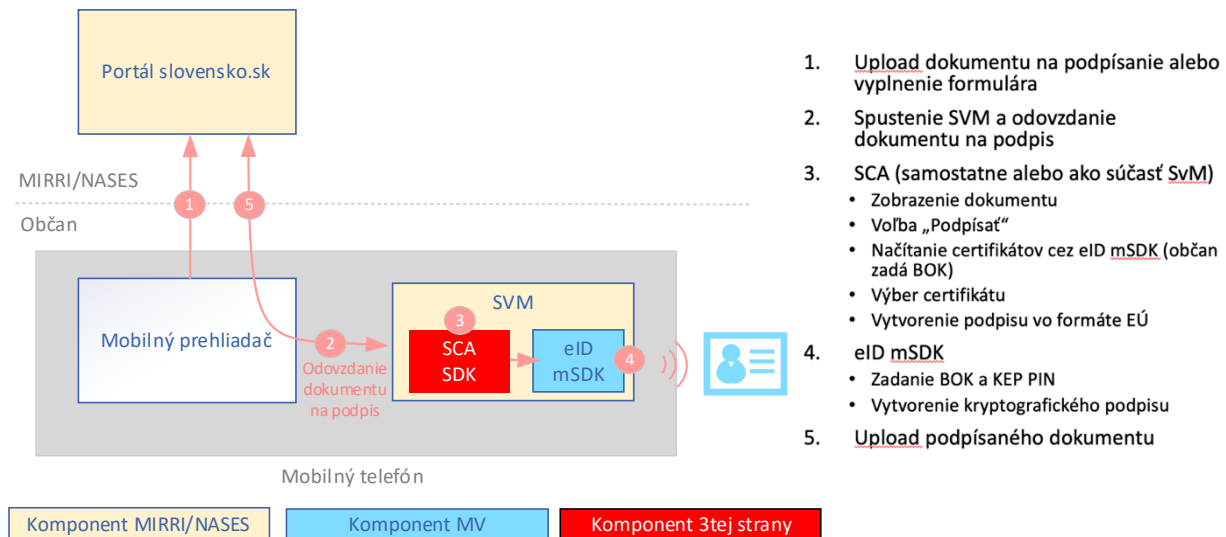 Portál slovensko.sk
MIRRI/NASES
1
5
Občan
Mobilný prehliadač
2
Odovzdanie
dokumentu
na podpis
SVM
3
SCA
SDK
eID
mSDK
4
Mobilný telefón
Komponent MIRRI/NASES
Komponent MV
Komponent 3tej strany
1. Upload dokumentu na podpísanie alebo
vyplnenie formulára
2. Spustenie SVM a odovzdanie
dokumentu na podpis
3. SCA (samostatne alebo ako súčasť SvM)
• Zobrazenie dokumentu
• Voľba „Podpísať“
• Načítanie certifikátov cez eID mSDK (občan
zadá BOK)
• Výber certifikátu
• Vytvorenie podpisu vo formáte EÚ
4. eID mSDK
• Zadanie BOK a KEP PIN
• Vytvorenie kryptografického podpisu
5. Upload podpísaného dokumentu